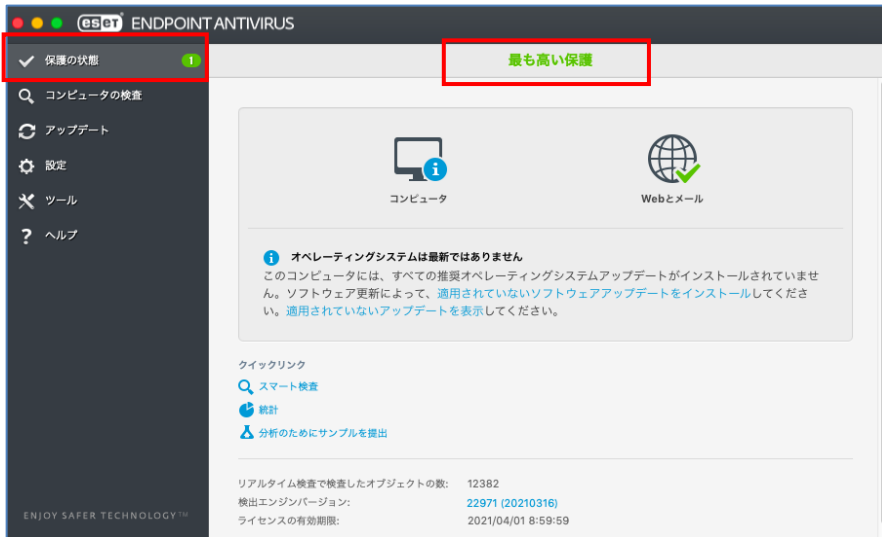 eset ENDPOINT ANTIVIRUS
保護の状態 1
最も高い保護
コンピュータの検査
アップデート
設定
ツール
ヘルプ
コンピュータ
Webとメール
オペレーティングシステムは最新ではありません
このコンピュータには、すべての推奨オペレーティングシステムアップデートがインストールされていませ
ん。ソフトウェア更新によって、適用されていないソフトウェアアップデートをインストールしてくださ
い。適用されていないアップデートを表示してください。
クイックリンク
スマート検査
統計
分析のためにサンプルを提出
リアルタイム検査で検査したオブジェクトの数: 12382
検出エンジンバージョン: 22971 (20210316)
ライセンスの有効期限: 2021/04/01 8:59:59
ENJOY SAFER TECHNOLOGY™